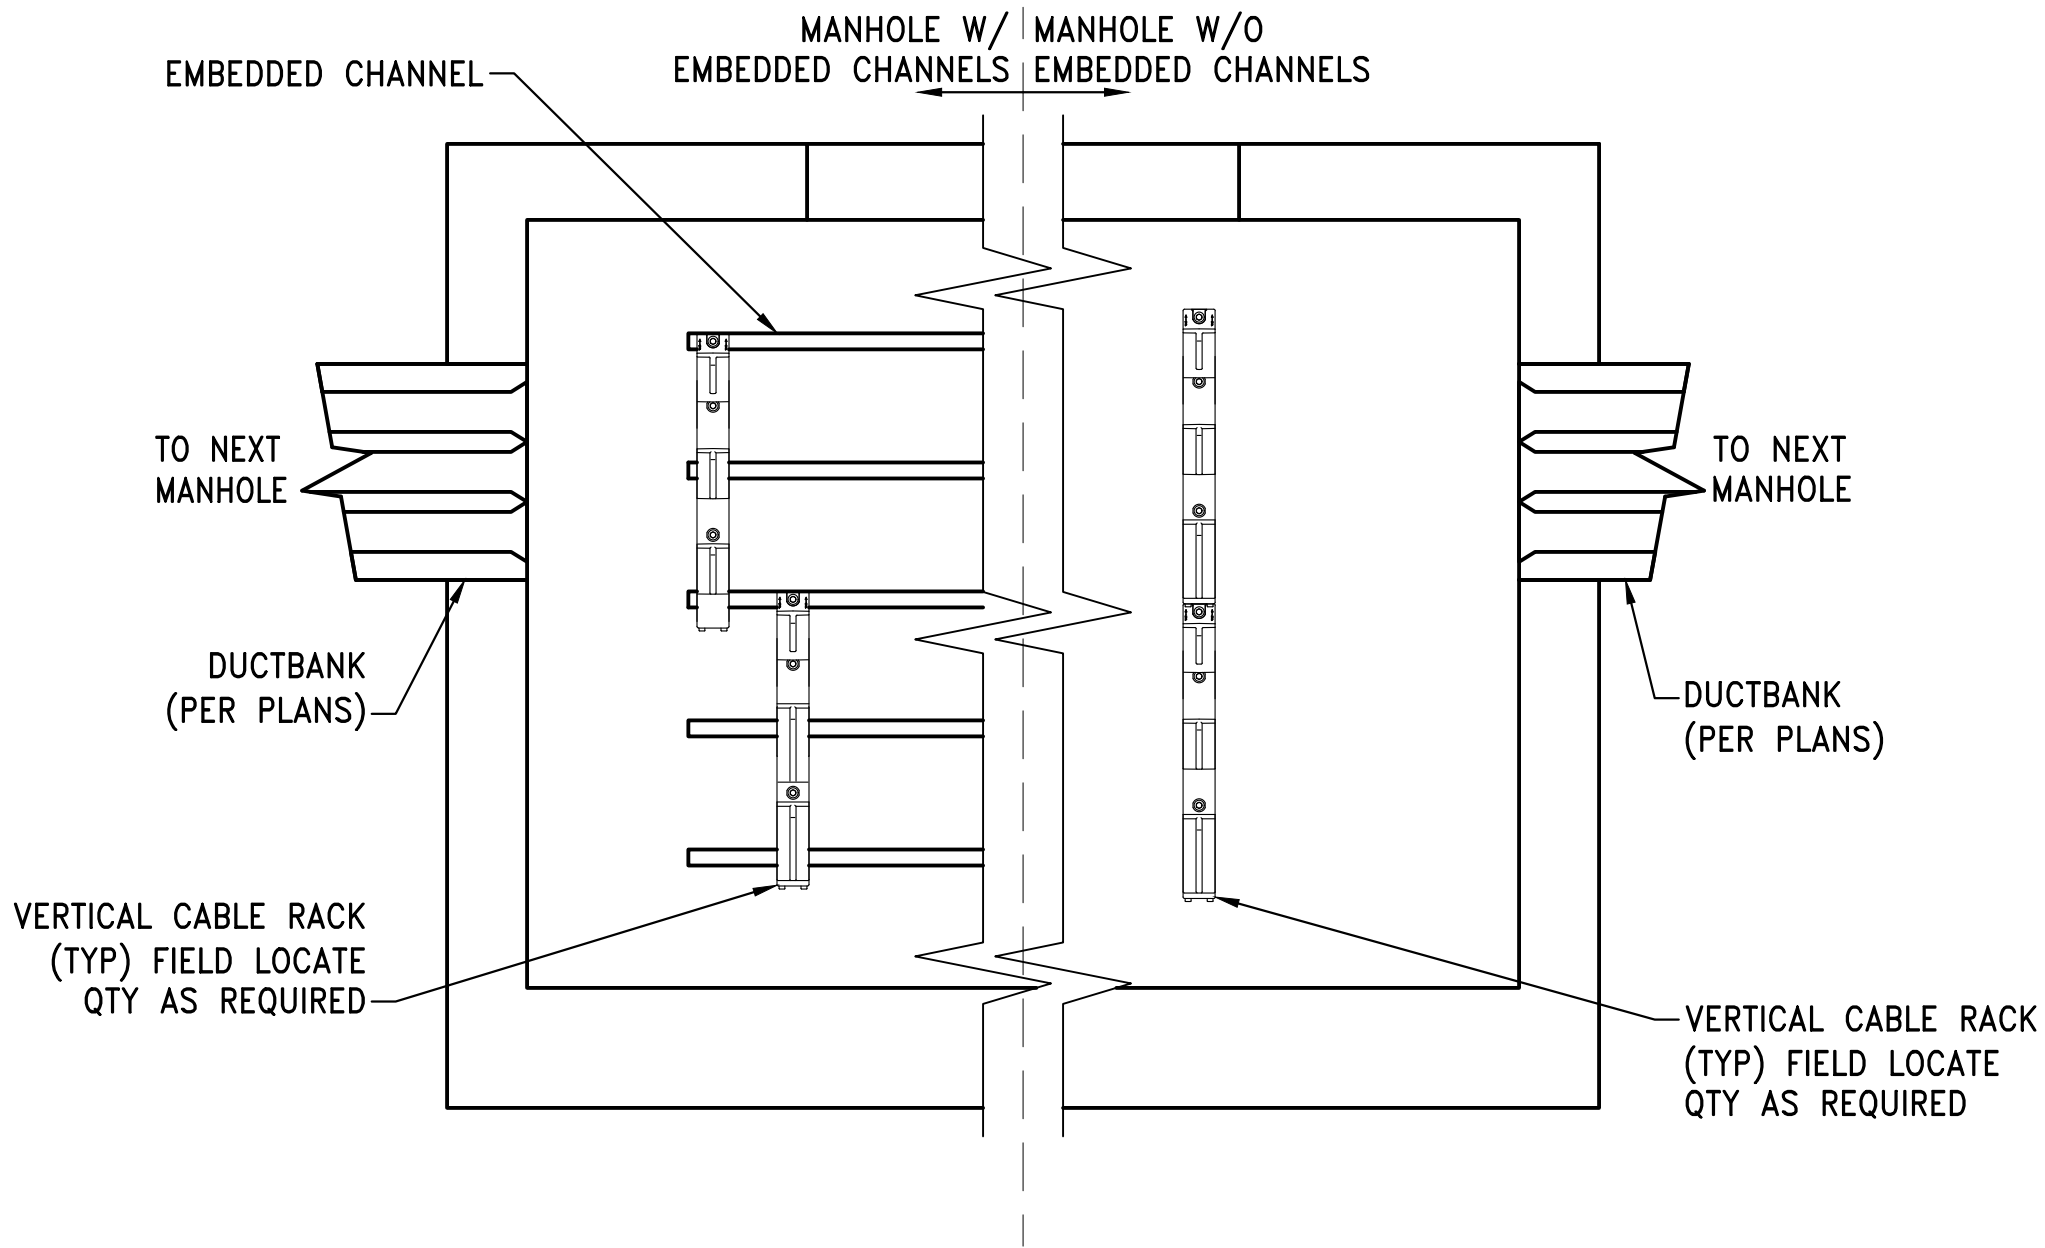 MANHOLE W/
EMBEDDED CHANNELS
MANHOLE W/O
EMBEDDED CHANNELS
EMBEDDED CHANNEL
TO NEXT
MANHOLE
TO NEXT
MANHOLE
DUCTBANK
(PER PLANS)
DUCTBANK
(PER PLANS)
VERTICAL CABLE RACK
(TYP) FIELD LOCATE
QTY AS REQUIRED
VERTICAL CABLE RACK
(TYP) FIELD LOCATE
QTY AS REQUIRED